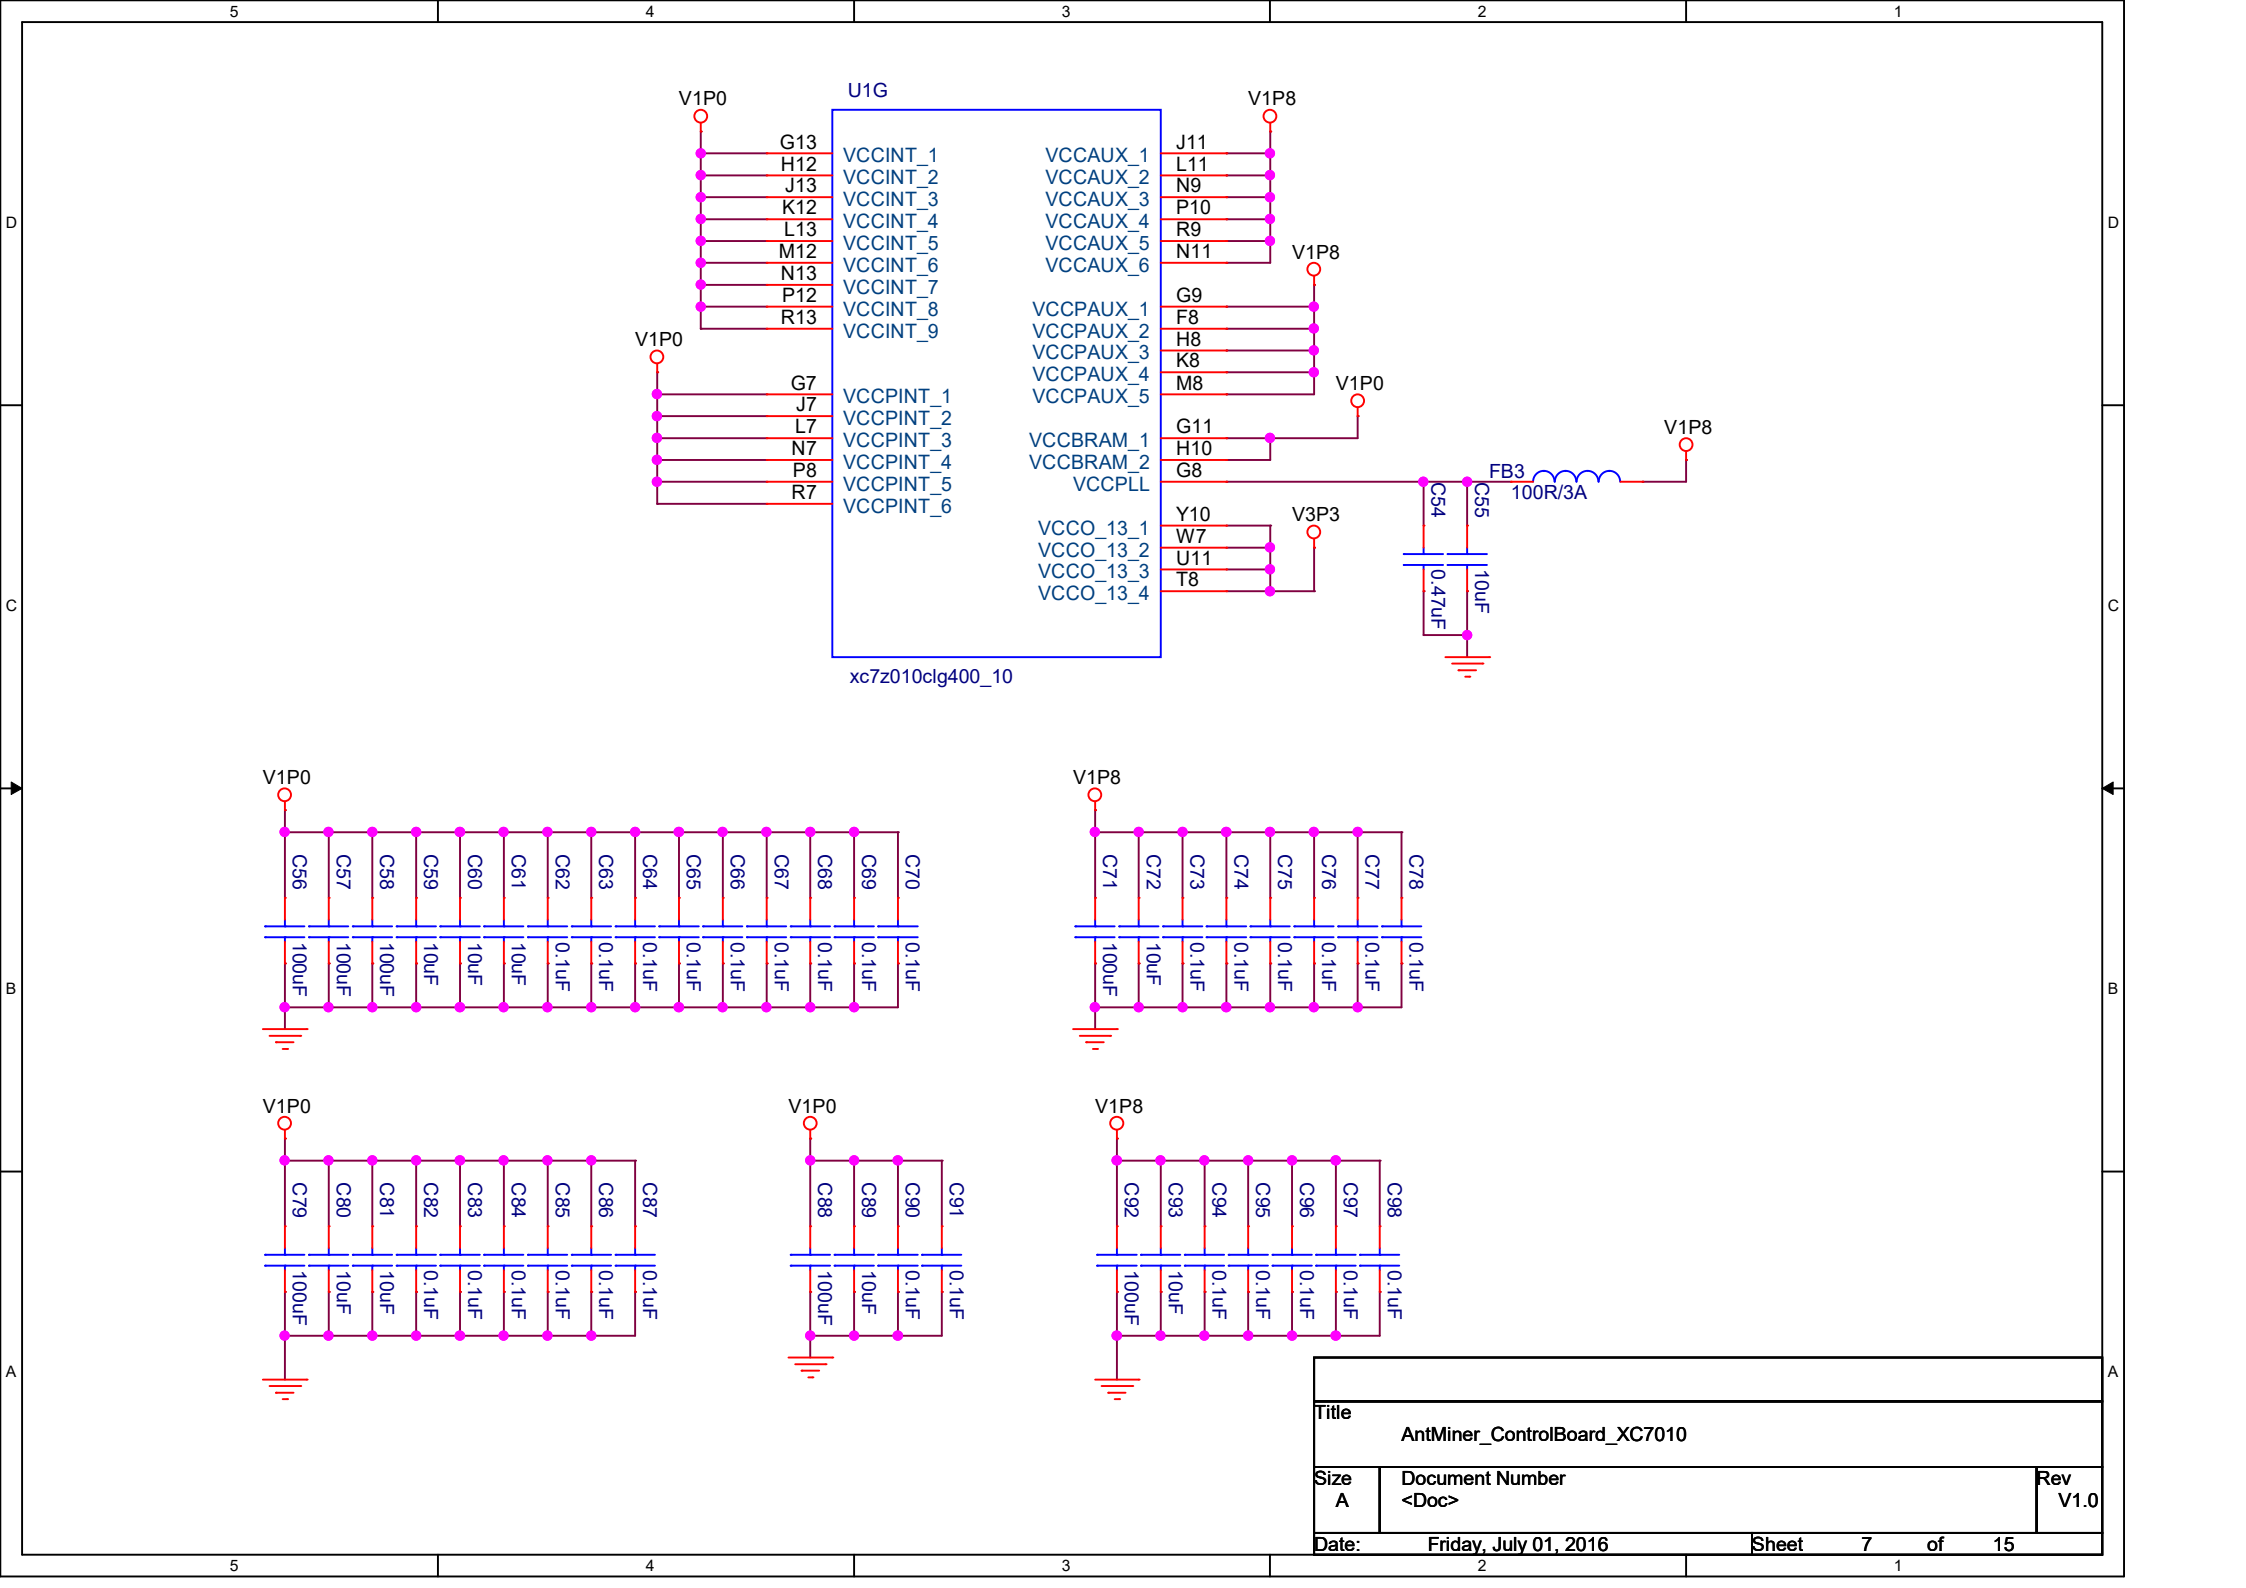 5 4 3 2 1
U1G
V1P0 V1P8
G13 VCCINT_1 VCCAUX_1 J11
H12 VCCINT_2 VCCAUX_2 L11
J13 VCCINT_3 VCCAUX_3 N9
K12 VCCINT_4 VCCAUX_4 P10
L13 VCCINT_5 VCCAUX_5 R9
M12 VCCINT_6 VCCAUX_6 N11
D D
V1P8
N13 VCCINT_7
P12 VCCINT_8 VCCPAUX_1 G9
R13 VCCINT_9 VCCPAUX_2 F8
V1P0
VCCPAUX_3 H8
VCCPAUX_4 K8
G7 VCCPINT_1 VCCPAUX_5 M8
V1P0
J7 VCCPINT_2
L7 VCCPINT_3 VCCBRAM_1 G11
V1P8
N7 VCCPINT_4 VCCBRAM_2 H10
P8 VCCPINT_5 VCCPLL G8
FB3
100R/3A
R7 VCCPINT_6
C54 C55
V3P3
VCCO_13_1 Y10
VCCO_13_2 W7
VCCO_13_3 U11
VCCO_13_4 T8
0.47uF 10uF
C C
xc7z010clg400_10
V1P0 V1P8
C56 C57 C58 C59 C60 C61 C62 C63 C64 C65 C66 C67 C68 C69 C70
100uF 100uF 100uF 10uF 10uF 10uF 0.1uF 0.1uF 0.1uF 0.1uF 0.1uF 0.1uF 0.1uF 0.1uF 0.1uF
C71 C72 C73 C74 C75 C76 C77 C78
100uF 10uF 0.1uF 0.1uF 0.1uF 0.1uF 0.1uF 0.1uF
B B
V1P0 V1P0 V1P8
C79 C80 C81 C82 C83 C84 C85 C86 C87
100uF 10uF 10uF 0.1uF 0.1uF 0.1uF 0.1uF 0.1uF 0.1uF
C88 C89 C90 C91
100uF 10uF 0.1uF 0.1uF
C92 C93 C94 C95 C96 C97 C98
100uF 10uF 0.1uF 0.1uF 0.1uF 0.1uF 0.1uF
A A
Title
AntMiner_ControlBoard_XC7010
Size Document Number Rev
A <Doc> V1.0
Date: Friday, July 01, 2016 Sheet 7 of 15
5 4 3 2 1